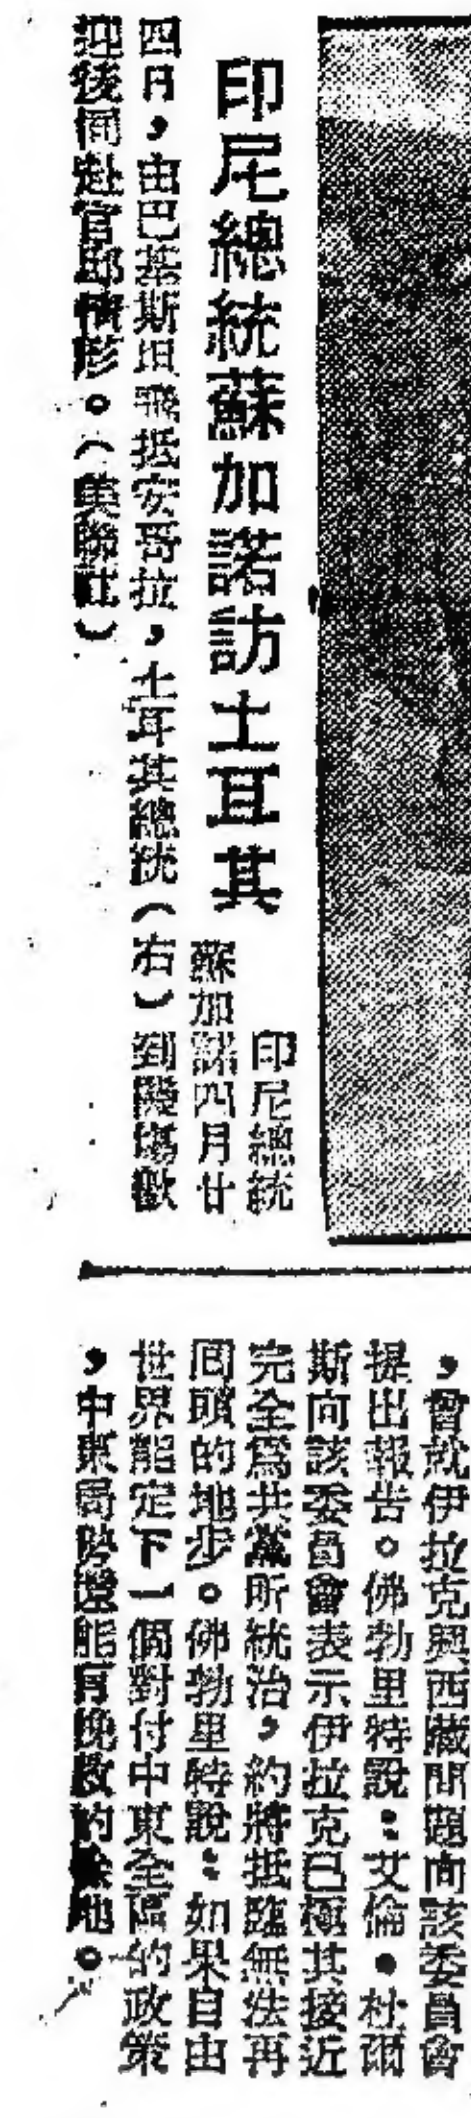 印尼總統蘇加諾訪土耳其
印尼總統
蘇加諾四月廿
四日，由巴基斯坦飛抵安哥拉，土耳其總統（右）到機場歡
迎後同赴官邸情形。（美聯社）
，曾就伊拉克與西藏問題向該委員會
提出報告。佛勃里特說：艾倫•杜爾
斯向該委員會表示伊拉克已極其接近
完全爲共黨所統治，約將抵臨無法再
回頭的地步。佛勃里特說：如果自由
世界能定下一個對付中東全區的政策
，中東局勢還能有挽救的餘地。